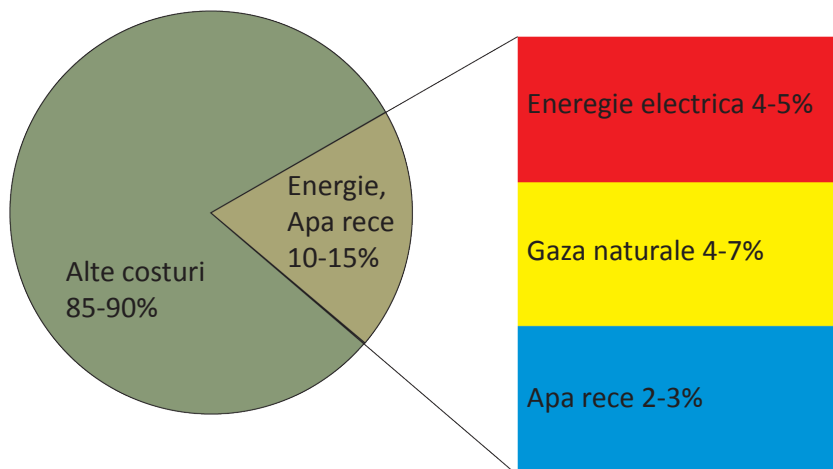 Alte costuri
85-90%
Energie,
Apa rece
10-15%
Eneregie electrica 4-5%
Gaza naturale 4-7%
Apa rece 2-3%